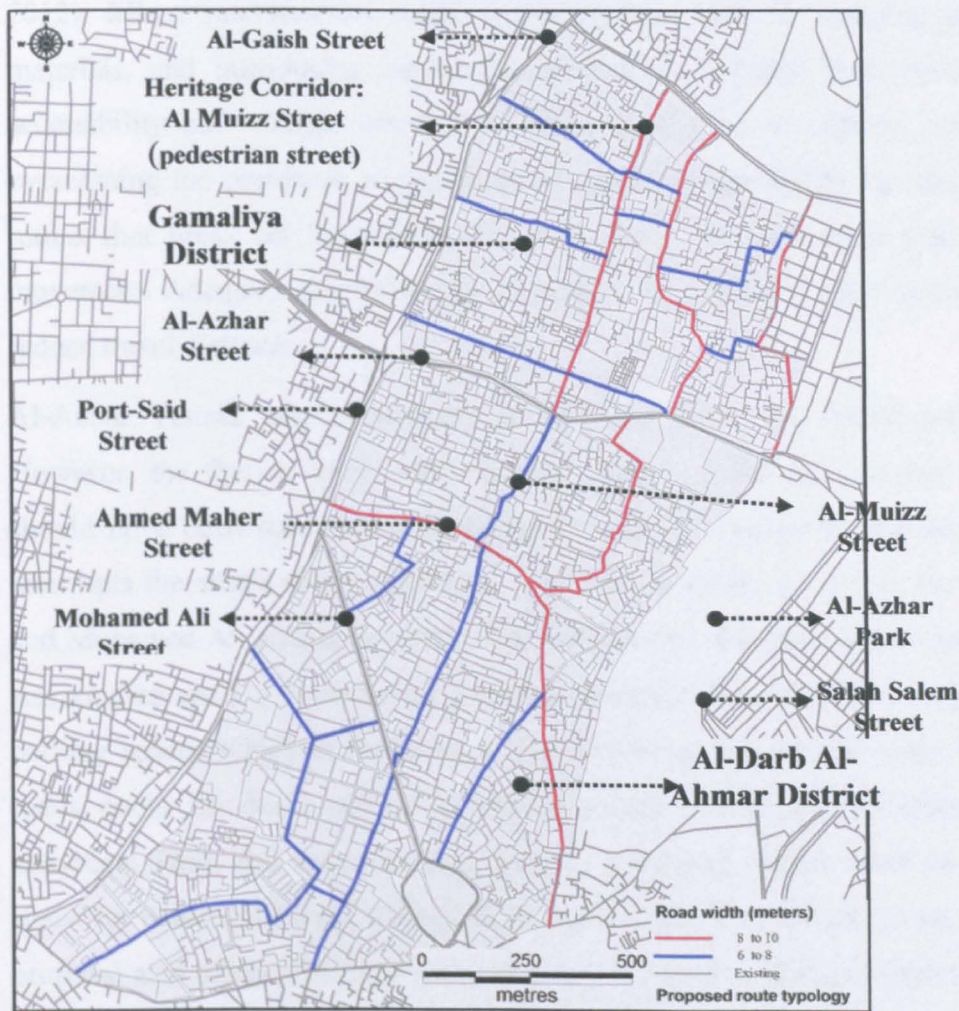 Al-Gaish Street
Heritage Corridor:
Al Muizz Street
(pedestrian street)
Gamaliya
District
Al-Azhar
Street
Port-Said
Street
Ahmed Maher
Street
Mohamed Ali
Street
Al-Muizz
Street
Al-Azhar
Park
Salah Salem
Street
Al-Darb Al-
Ahmar District
Road width (meters)
8 to 10
6 to 8
Existing
Proposed route typology
0 250 500
metres